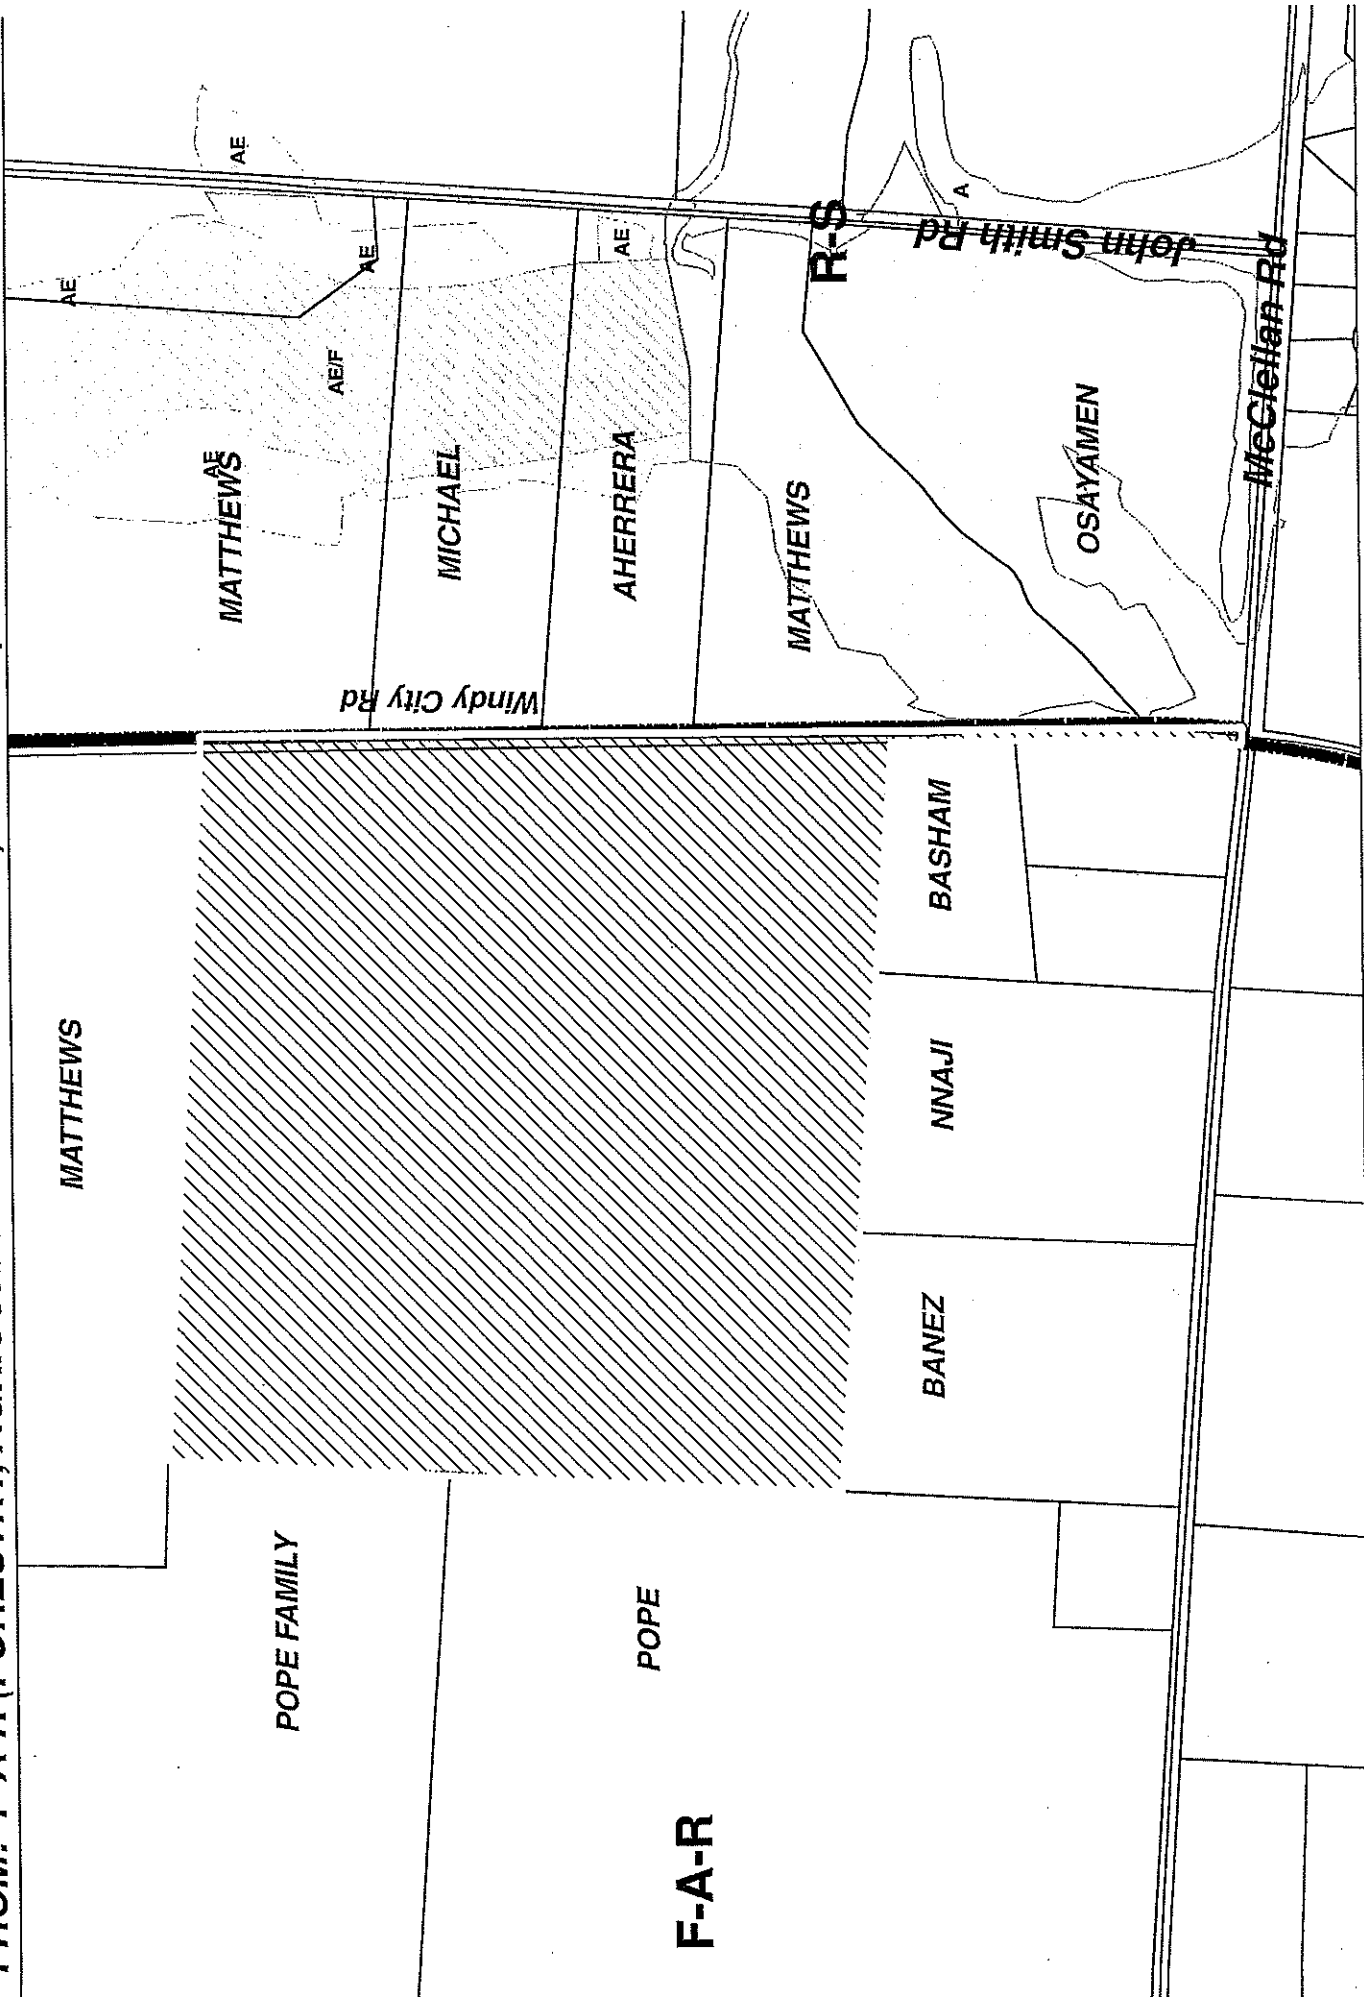 (FORESTRY,
MATTHEWS
AE
AE
MATTHEWS
AE
POPE FAMILY
AE/F
AE
Windy City Rd
MICHAEL
AHERRERA
AE
POPE
F-A-R
MATTHEWS
R-S
BANEZ
NNAJI
BASHAM
A
John Smith Rd
OSAYAMEN
McClellan Rd